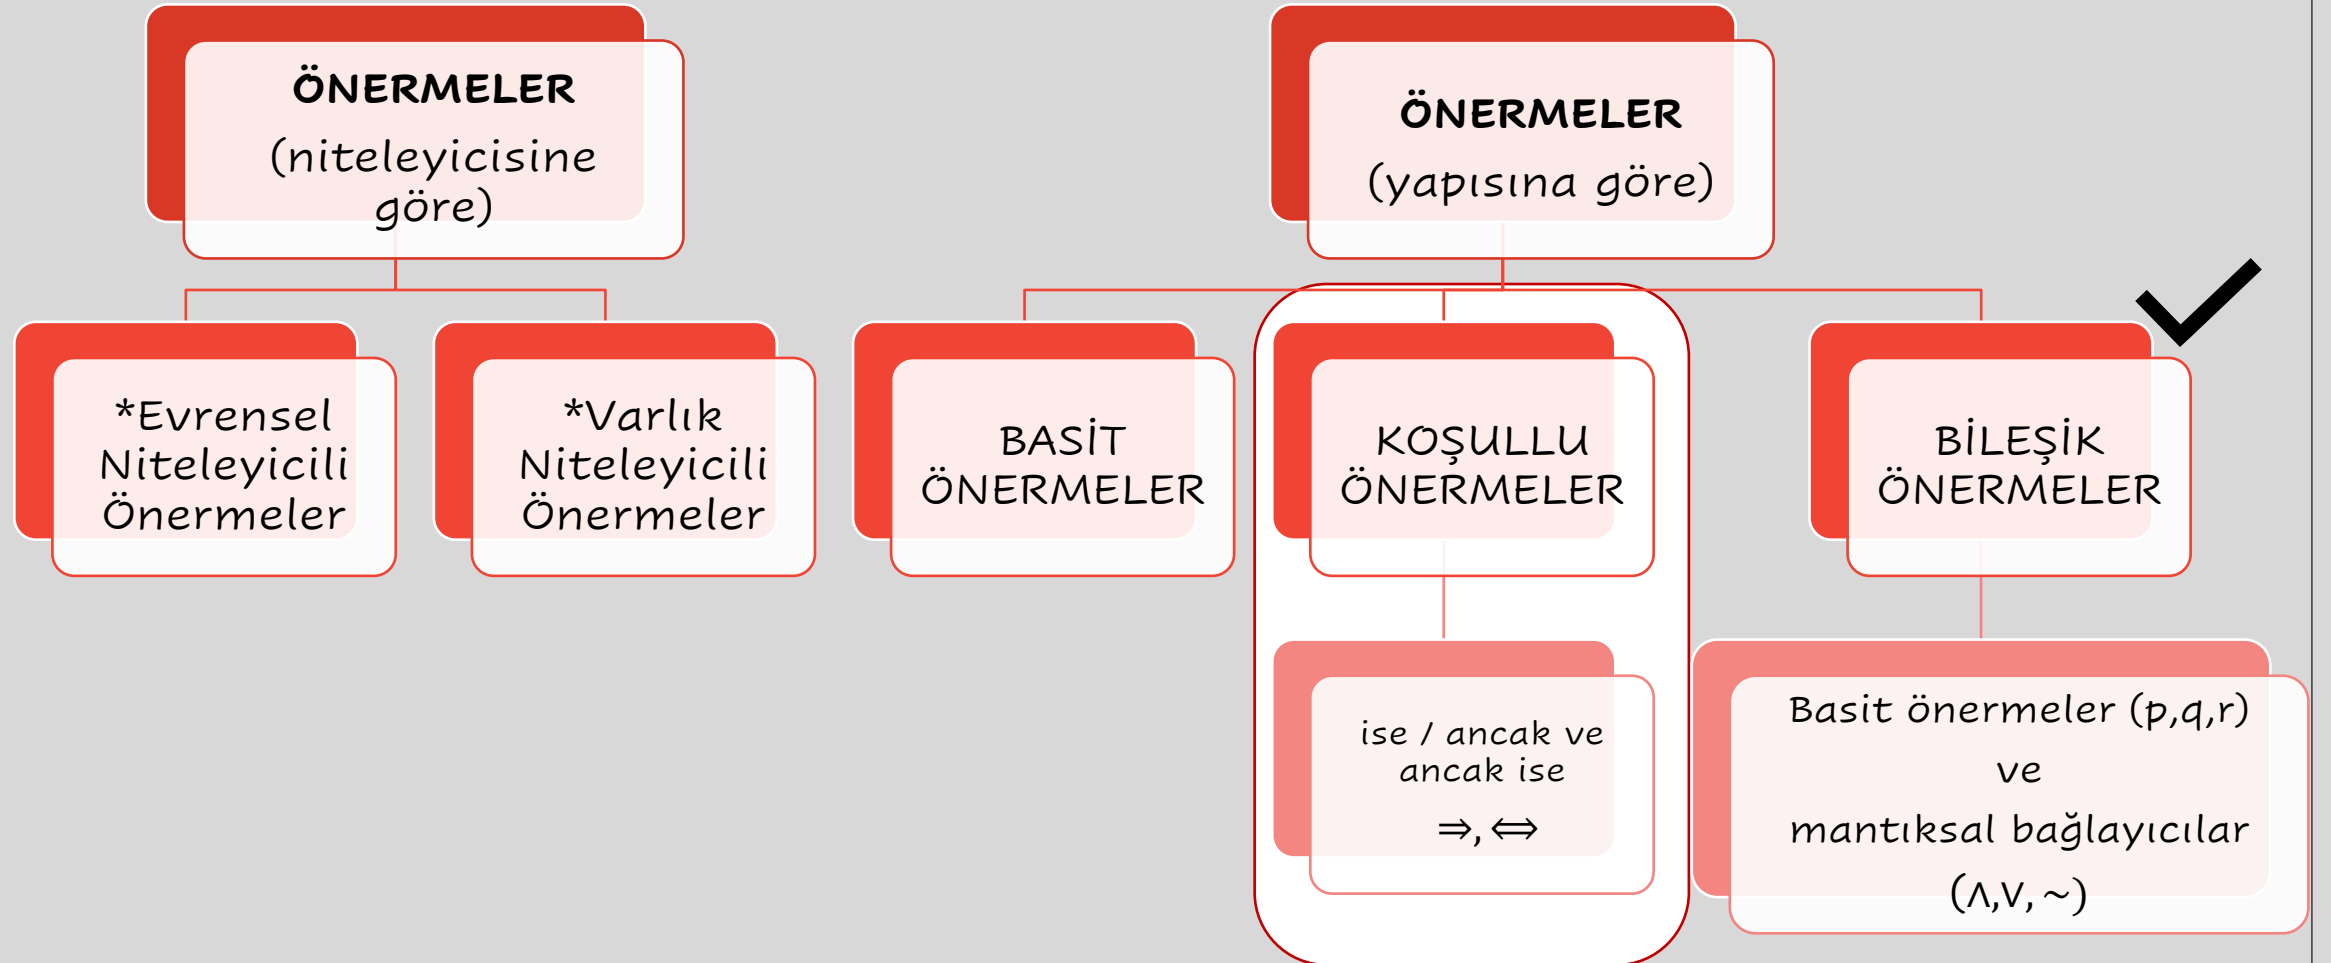 ÖNERMELER
(niteleyicisine
göre)
*Evrensel
Niteleyicili
Önermeler
*Varlık
Niteleyicili
Önermeler
ÖNERMELER
(yapısına göre)
BASİT
ÖNERMELER
KOŞULLU
ÖNERMELER
ise / ancak ve
ancak ise
⇒, ⟺
BİLEŞİK
ÖNERMELER
Basit önermeler (p,q,r)
ve
mantıksal bağlayıcılar
(∧,∨, ~)